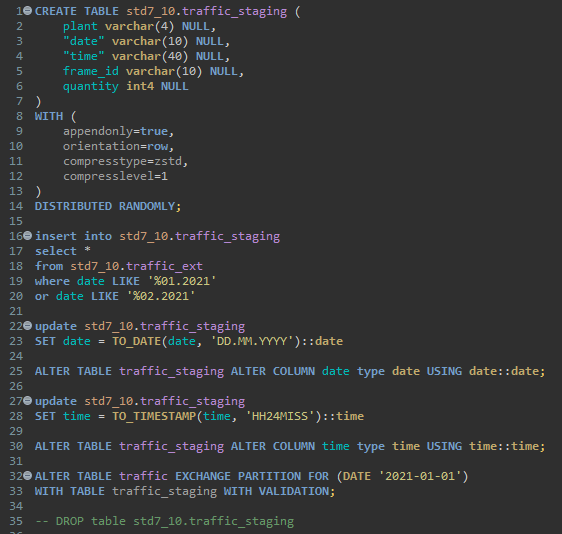 1 CREATE TABLE std7_10.traffic_staging (
2     plant varchar(4) NULL,
3     "date" varchar(10) NULL,
4     "time" varchar(40) NULL,
5     frame_id varchar(10) NULL,
6     quantity int4 NULL
7 )
8 WITH (
9     appendonly=true,
10     orientation=row,
11     compresstype=zstd,
12     compresslevel=1
13 )
14 DISTRIBUTED RANDOMLY;
15
16 insert into std7_10.traffic_staging
17 select *
18 from std7_10.traffic_ext
19 where date LIKE '%01.2021'
20 or date LIKE '%02.2021'
21
22 update std7_10.traffic_staging
23 SET date = TO_DATE(date, 'DD.MM.YYYY')::date
24
25 ALTER TABLE traffic_staging ALTER COLUMN date type date USING date::date;
26
27 update std7_10.traffic_staging
28 SET time = TO_TIMESTAMP(time, 'HH24MISS')::time
29
30 ALTER TABLE traffic_staging ALTER COLUMN time type time USING time::time;
31
32 ALTER TABLE traffic EXCHANGE PARTITION FOR (DATE '2021-01-01')
33 WITH TABLE traffic_staging WITH VALIDATION;
34
35 -- DROP table std7_10.traffic_staging